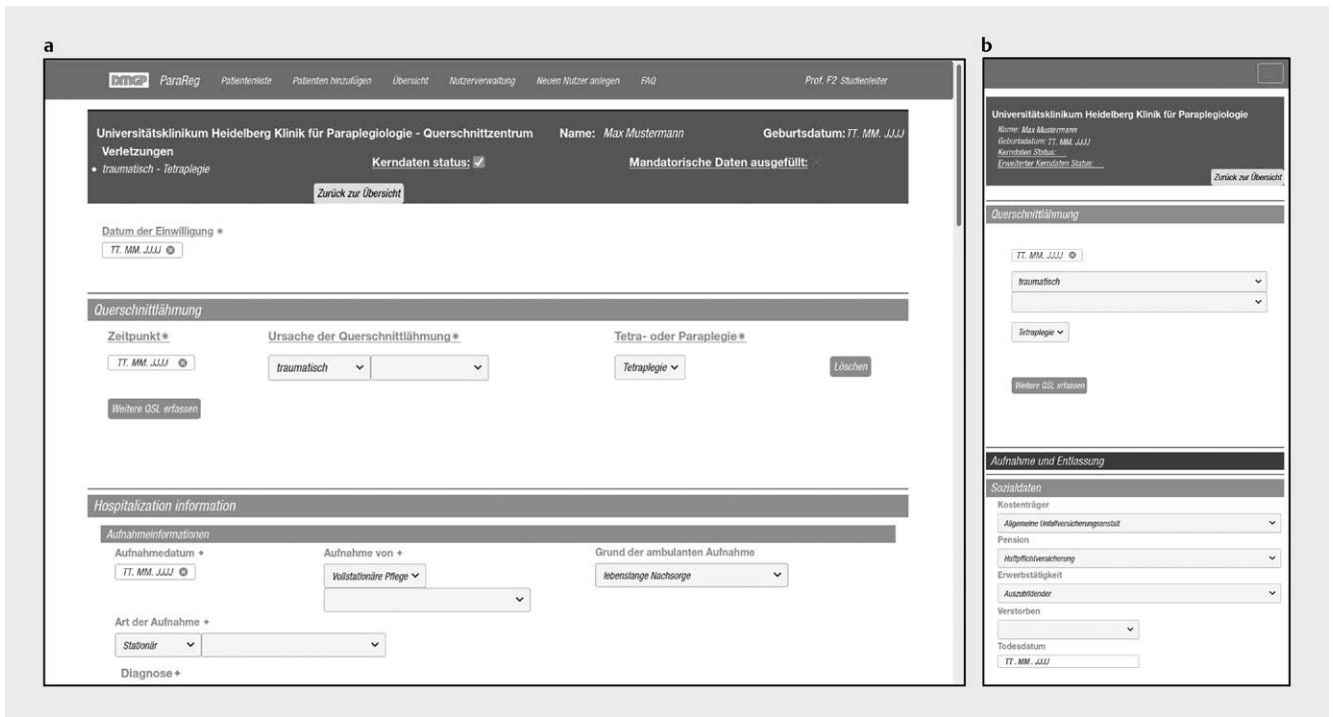 a
DMGP ParaReg Patientenliste Patienten hinzufügen Übersicht Nutzerverwaltung Neuen Nutzer anlegen FAQ Prof. F2 Studienleiter
Universitätsklinikum Heidelberg Klinik für Paraplegiologie - Querschnittzentrum Name: Max Mustermann Geburtsdatum: TT. MM. JJJJ
Verletzungen
• traumatisch - Tetraplegie
Kerndaten status: Mandatorische Daten ausgefüllt:
Zurück zur Übersicht
Datum der Einwilligung *
TT. MM. JJJJ
Querschnittlähmung
Zeitpunkt* Ursache der Querschnittlähmung* Tetra- oder Paraplegie*
TT. MM. JJJJ traumatisch Tetraplegie Löschen
Weitere QSL erfassen
Hospitalization information
Aufnahmeinformationen
Aufnahmedatum + Aufnahme von + Grund der ambulanten Aufnahme
TT. MM. JJJJ Vollstationäre Pflege lebenslange Nachsorge
Art der Aufnahme +
Stationär
Diagnose+
b
Universitätsklinikum Heidelberg Klinik für Paraplegiologie
Name: Max Mustermann
Geburtsdatum: TT. MM. JJJJ
Kerndaten Status:
Erweiterter Kerndaten Status:
Zurück zur Übersicht
Querschnittlähmung
TT. MM. JJJJ
traumatisch
Tetraplegie
Weitere QSL erfassen
Aufnahme und Entlassung
Sozialdaten
Kostenträger
Allgemeine Unfallversicherungsanstalt
Pension
Haftpflichtversicherung
Erwerbstätigkeit
Auszubildender
Verstorben
Todesdatum
TT. MM. JJJJ